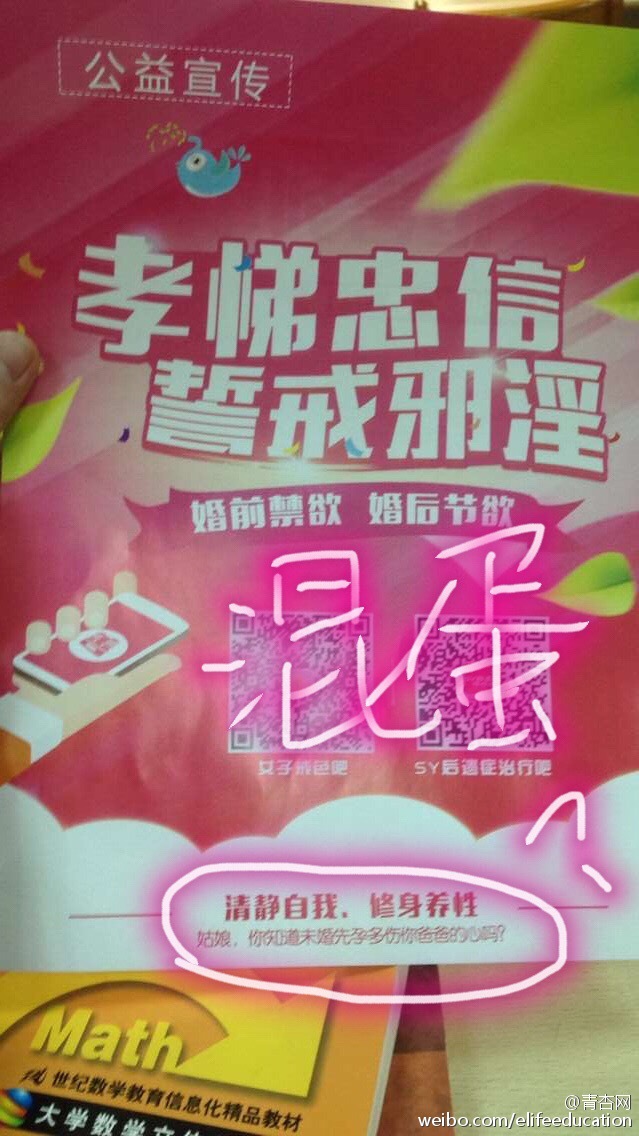 公益宣传
孝悌忠信
誓戒邪淫
婚前禁欲 婚后节欲
混蛋
女子戒色吧
SY后遗症治疗吧
?
清静自我、修身养性
姑娘，你知道未婚先孕多伤你爸爸的心吗?
Math
世纪数学教育信息化精品教材
大学数学立
@青杏网
weibo.com/elifeeducation